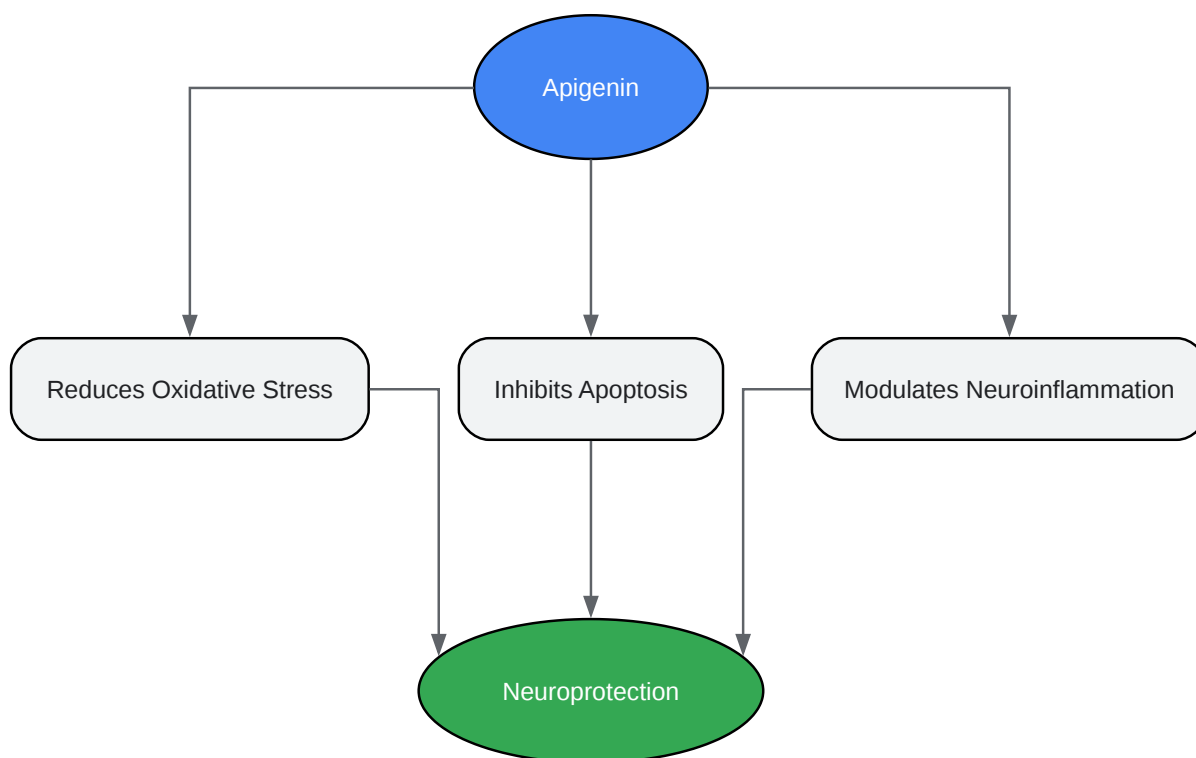 Apigenin
Reduces Oxidative Stress
Inhibits Apoptosis
Modulates Neuroinflammation
Neuroprotection